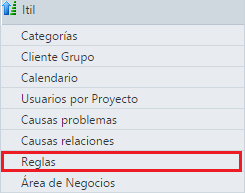 Itil
Categorías
Cliente Grupo
Calendario
Usuarios por Proyecto
Causas problemas
Causas relaciones
Reglas
Área de Negocios